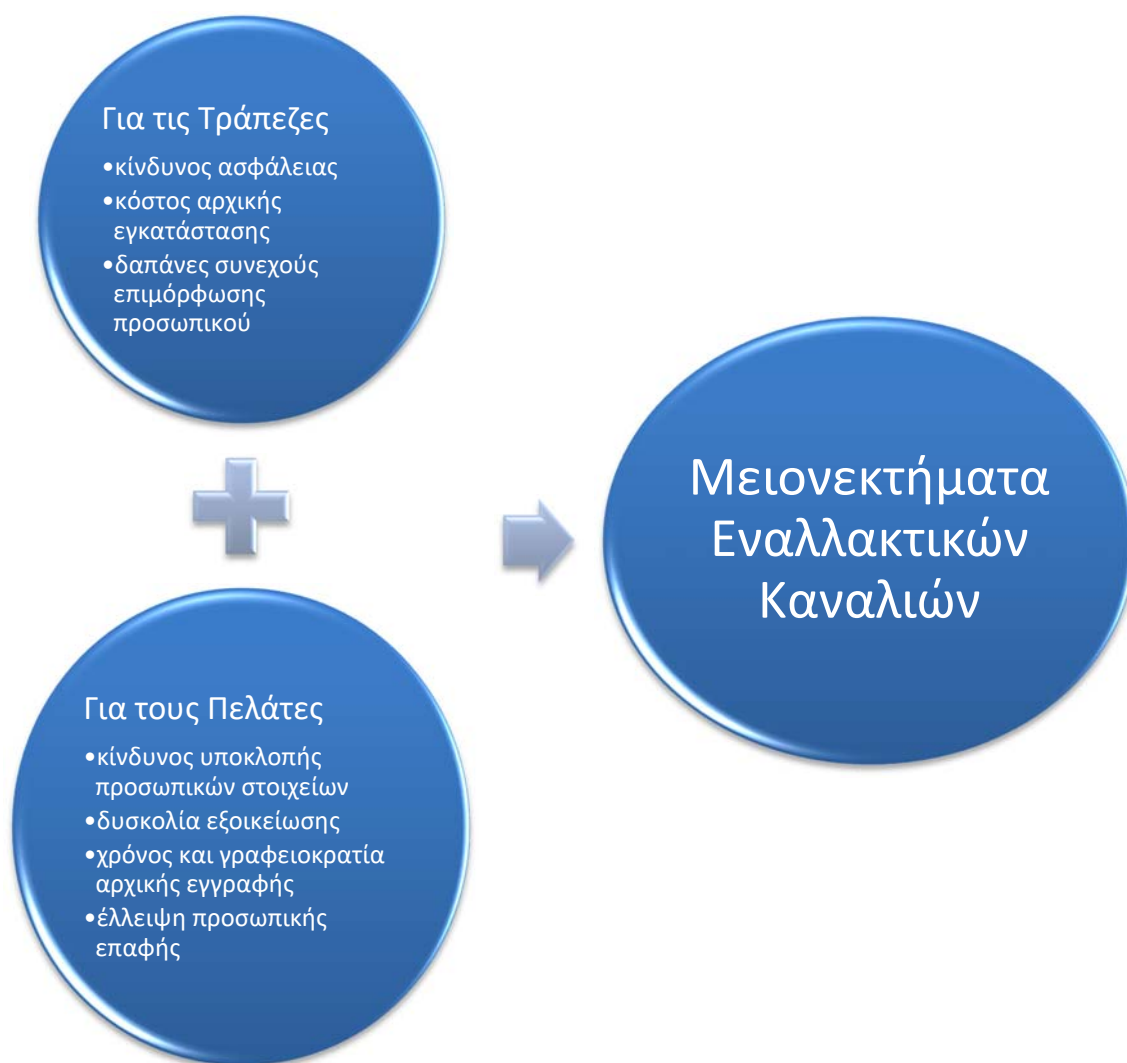 Για τις Τράπεζες
•κίνδυνος ασφάλειας
•κόστος αρχικής
εγκατάστασης
•δαπάνες συνεχούς
επιμόρφωσης
προσωπικού
Για τους Πελάτες
•κίνδυνος υποκλοπής
προσωπικών στοιχείων
•δυσκολία εξοικείωσης
•χρόνος και γραφειοκρατία
αρχικής εγγραφής
•έλλειψη προσωπικής
επαφής
Μειονεκτήματα
Εναλλακτικών
Καναλιών